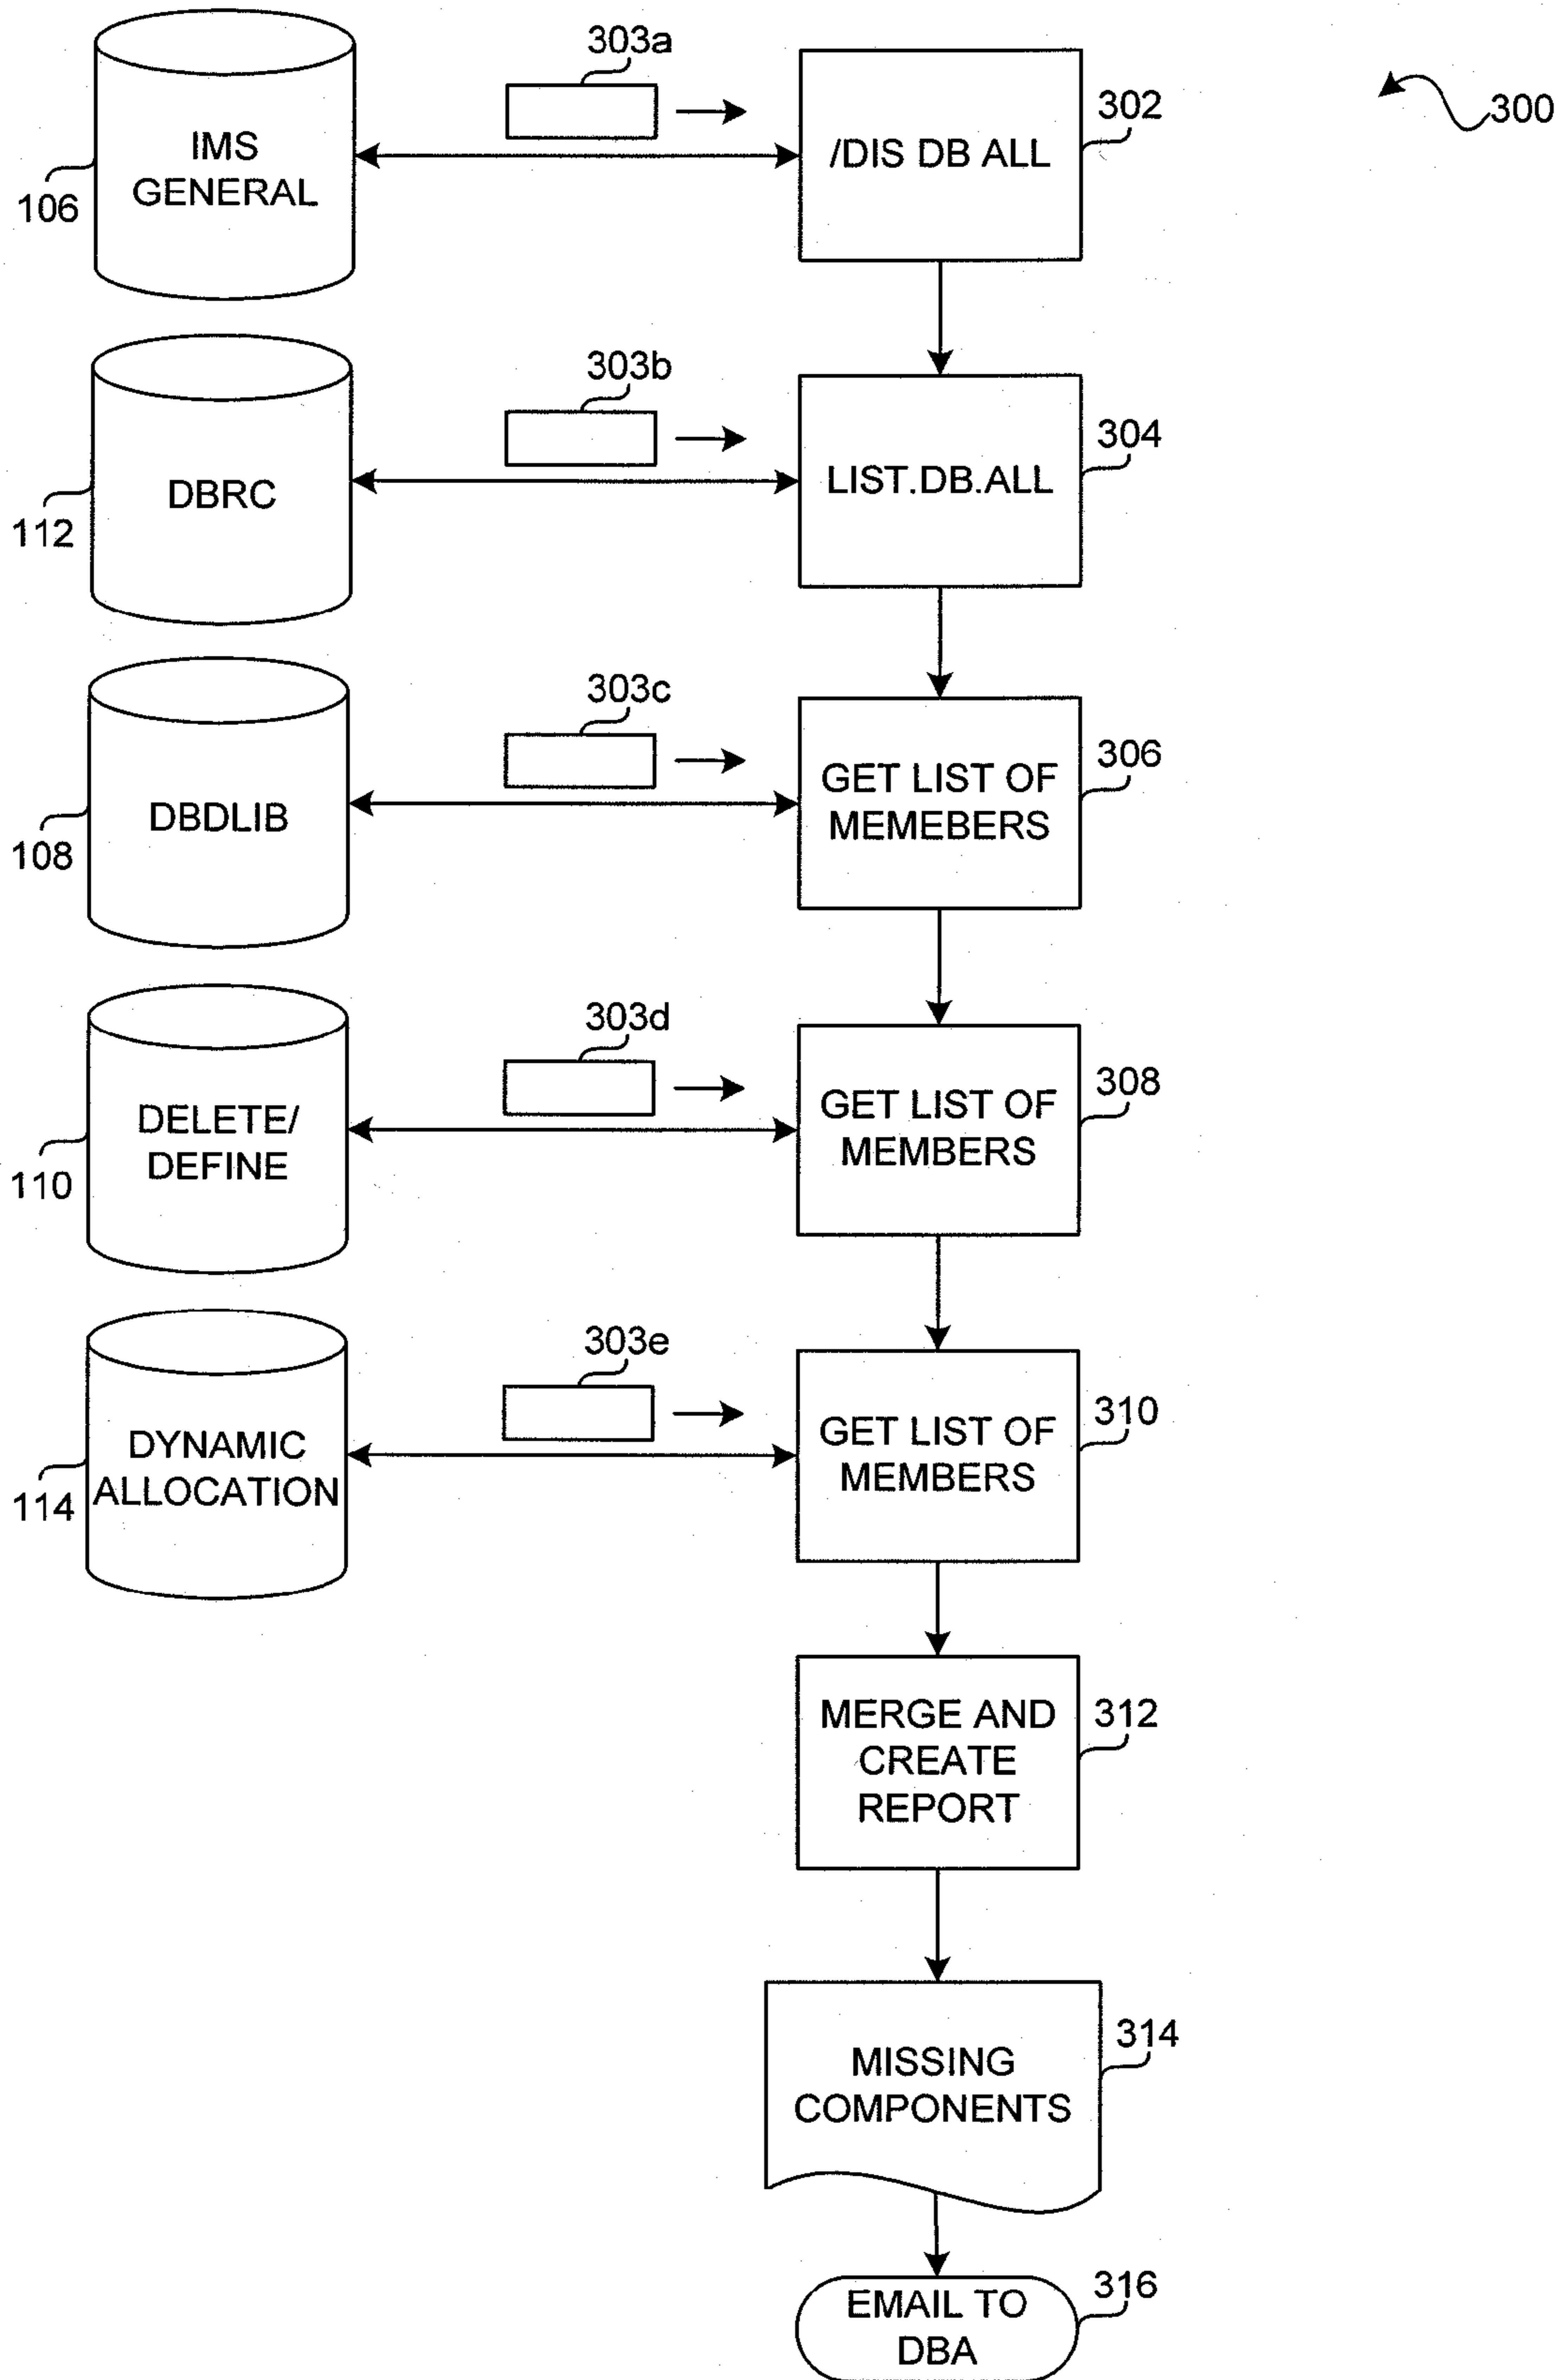 303a
302
300
IMS
GENERAL
/DIS DB ALL
106
303b
304
DBRC
LIST.DB.ALL
112
303c
306
DBDLIB
GET LIST OF
MEMEBERS
108
303d
308
DELETE/
DEFINE
GET LIST OF
MEMBERS
110
303e
310
DYNAMIC
ALLOCATION
GET LIST OF
MEMBERS
114
312
MERGE AND
CREATE
REPORT
314
MISSING
COMPONENTS
316
EMAIL TO
DBA